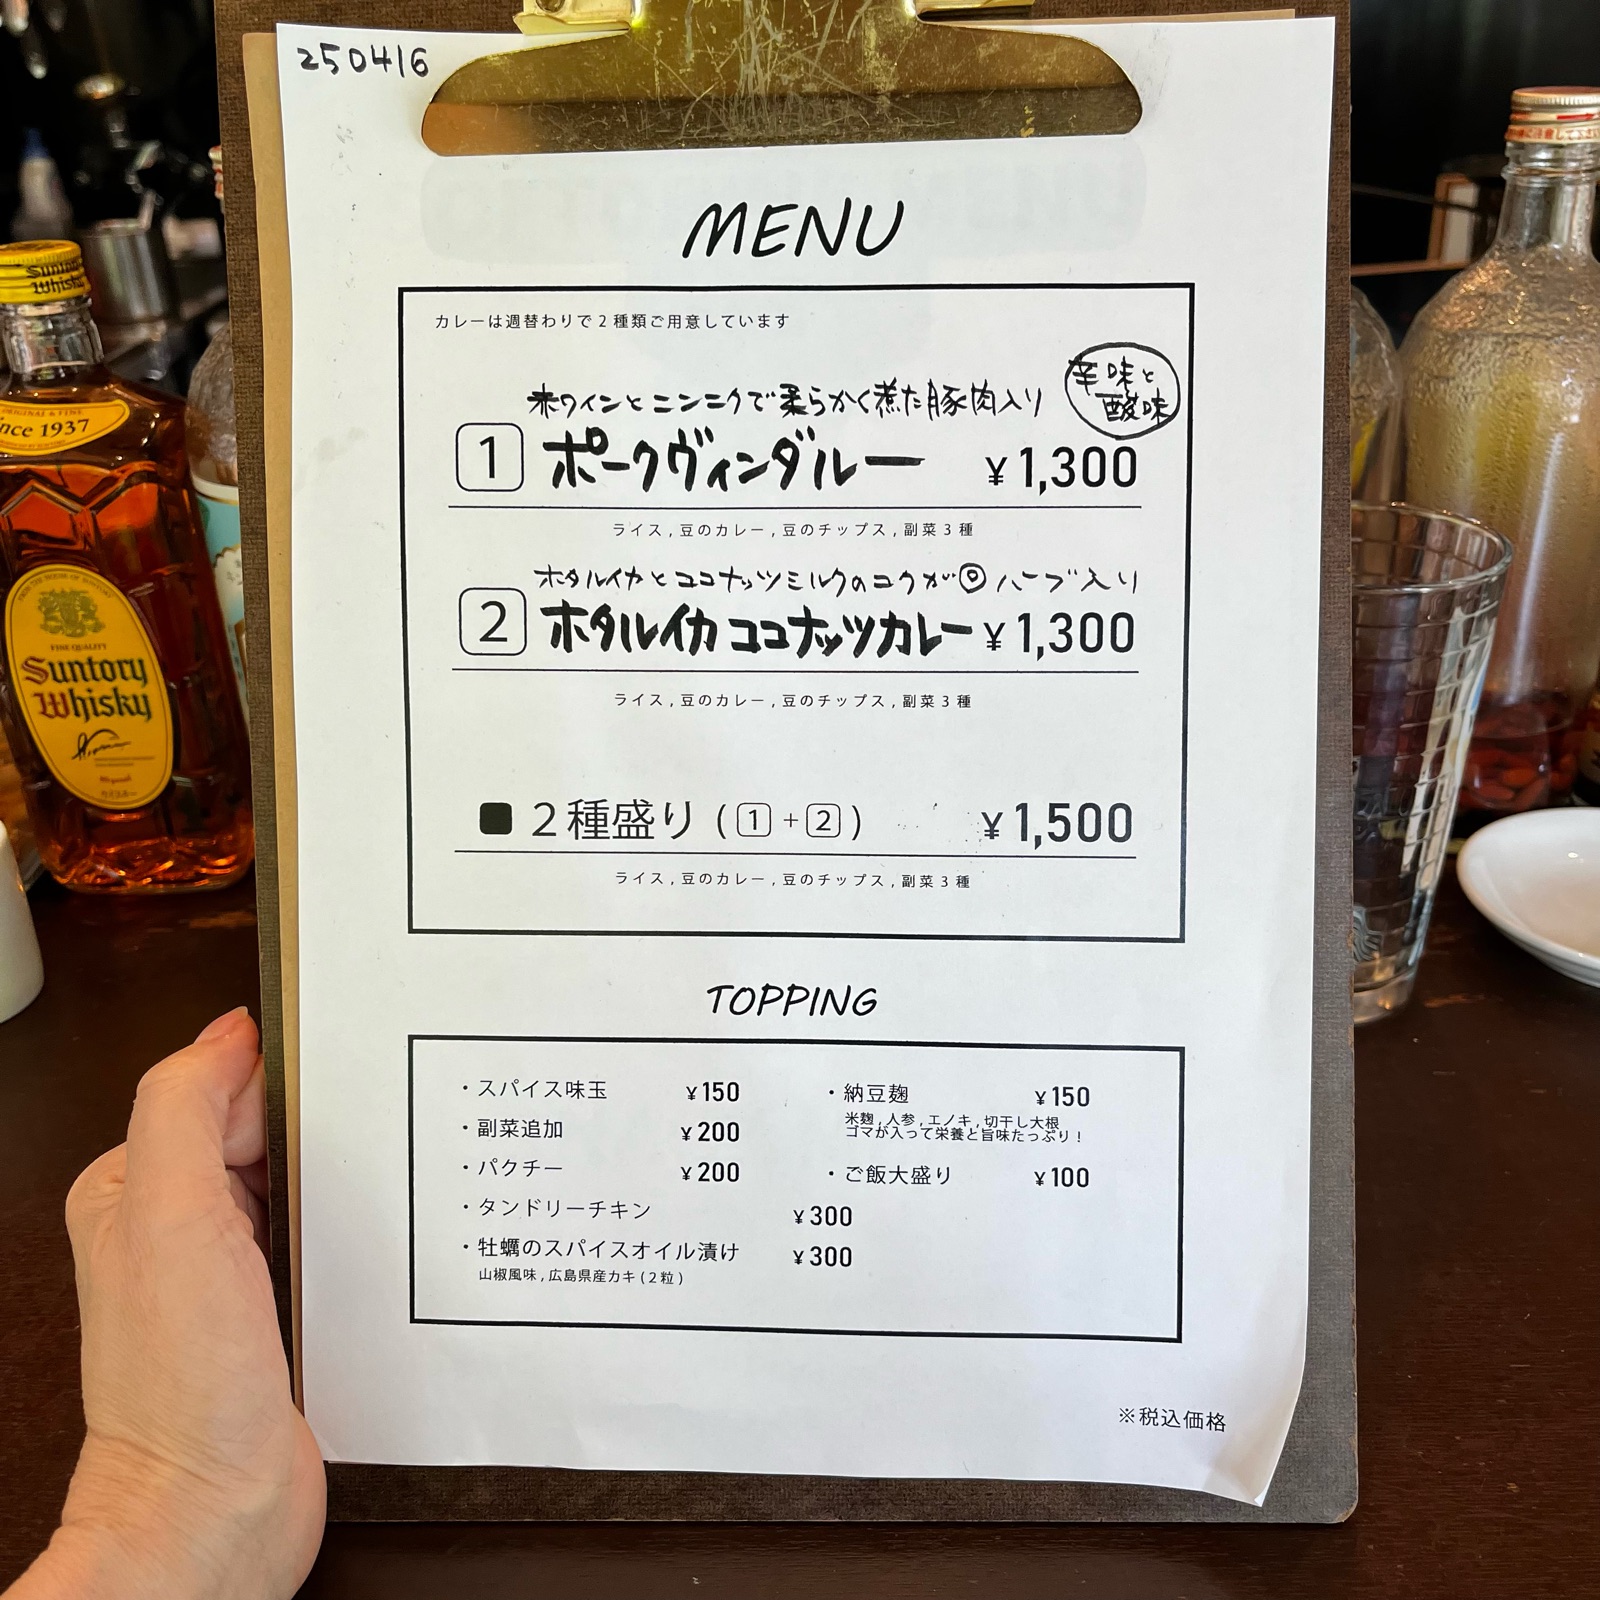 250416
MENU
カレーは週替わりで2種類ご用意しています
赤ワインとニンニクで柔らかく煮た豚肉入り
辛味と
酸味
1 ポークヴィンダルー ¥1,300
ライス,豆のカレー,豆のチップス,副菜3種
ホタルイカとココナッツミルクのコクが◎ ハーブ入り
2 ホタルイカココナッツカレー ¥1,300
ライス,豆のカレー,豆のチップス,副菜3種
■ 2種盛り (1+2) ¥1,500
ライス,豆のカレー,豆のチップス,副菜3種
TOPPING
・スパイス味玉 ¥150
・副菜追加 ¥200
・パクチー ¥200
・タンドリーチキン ¥300
・牡蠣のスパイスオイル漬け ¥300
山椒風味,広島県産カキ(2粒)
・納豆麹 ¥150
米麹,人参,エノキ,切干し大根
ゴマが入って栄養と旨味たっぷり!
・ご飯大盛り ¥100
※税込価格
Suntory
Whisky
ORIGINAL & FINE
nce 1937
FINE QUALITY
Suntory
Whisky